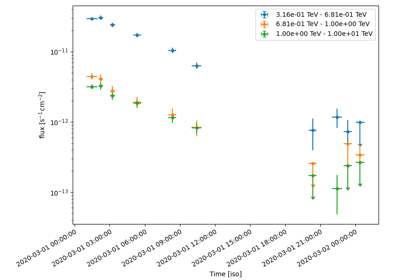 3.16e-01 TeV - 6.81e-01 TeV
6.81e-01 TeV - 1.00e+00 TeV
1.00e+00 TeV - 1.00e+01 TeV
flux [s⁻¹ cm⁻²]
10⁻¹¹
10⁻¹²
10⁻¹³
2020-03-01 00:00:00
2020-03-01 03:00:00
2020-03-01 06:00:00
2020-03-01 09:00:00
2020-03-01 12:00:00
2020-03-01 15:00:00
2020-03-01 18:00:00
2020-03-01 21:00:00
2020-03-02 00:00:00
Time [iso]